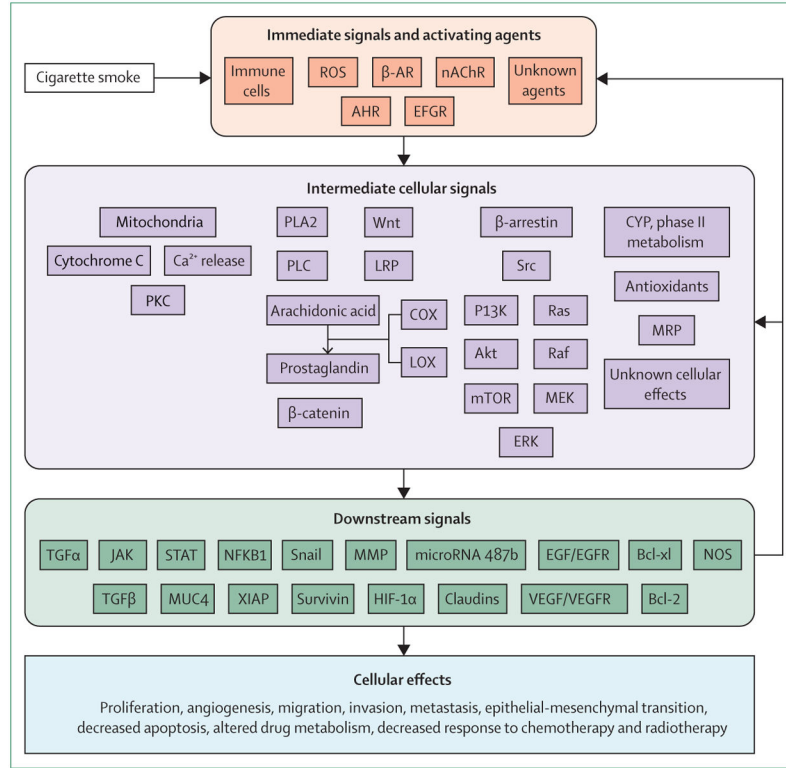 Immediate signals and activating agents
Cigarette smoke
Immune
cells
ROS
β-AR
nAChR
Unknown
agents
AHR
EFGR
Intermediate cellular signals
Mitochondria
Cytochrome C
Ca²⁺ release
PKC
PLA2
Wnt
PLC
LRP
Arachidonic acid
COX
Prostaglandin
LOX
β-catenin
β-arrestin
Src
P13K
Ras
Akt
Raf
mTOR
MEK
ERK
CYP, phase II
metabolism
Antioxidants
MRP
Unknown cellular
effects
Downstream signals
TGFα
JAK
STAT
NFKB1
Snail
MMP
microRNA 487b
EGF/EGFR
Bcl-xl
NOS
TGFβ
MUC4
XIAP
Survivin
HIF-1α
Claudins
VEGF/VEGFR
Bcl-2
Cellular effects
Proliferation, angiogenesis, migration, invasion, metastasis, epithelial-mesenchymal transition,
decreased apoptosis, altered drug metabolism, decreased response to chemotherapy and radiotherapy